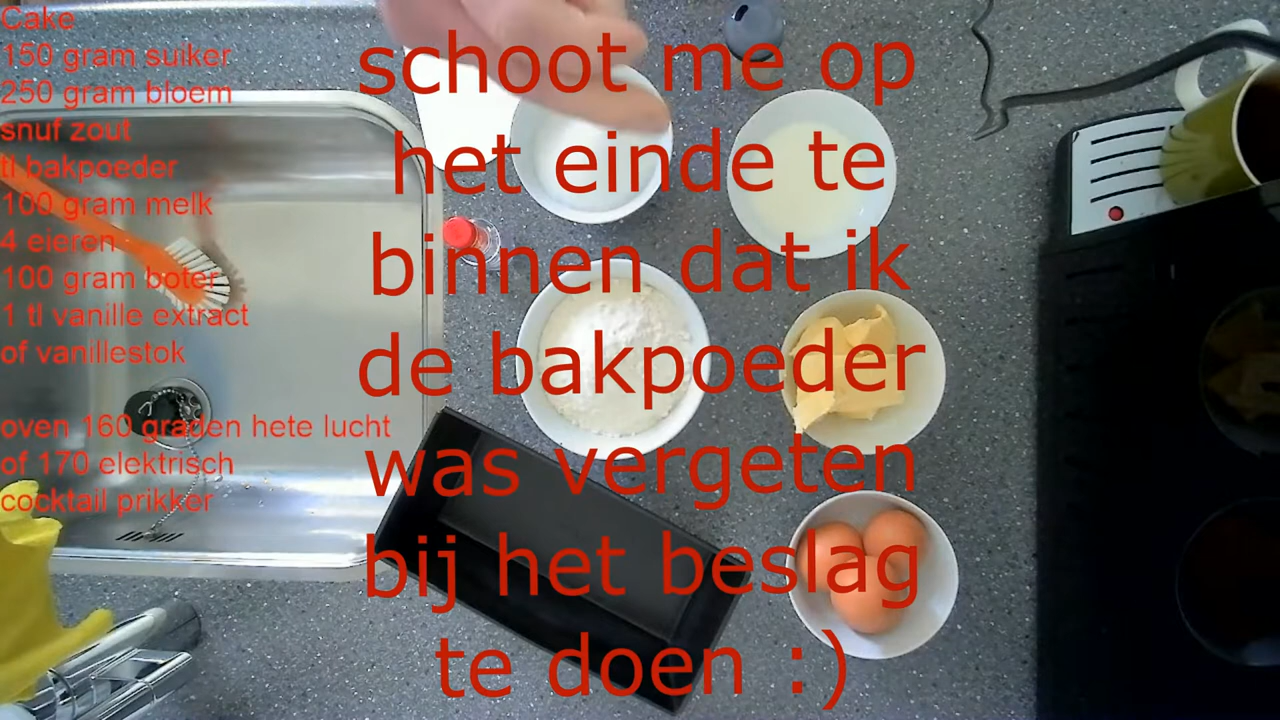 Cake
150 gram suiker
250 gram bloem
snuf zout
tl bakpoeder
100 gram melk
4 eieren
100 gram boter
1 tl vanille extract
of vanillestok
oven 160 graden hete lucht
of 170 elektrisch
cocktail prikker
schoot me op
het einde te
binnen dat ik
de bakpoeder
was vergeten
bij het beslag
te doen :)